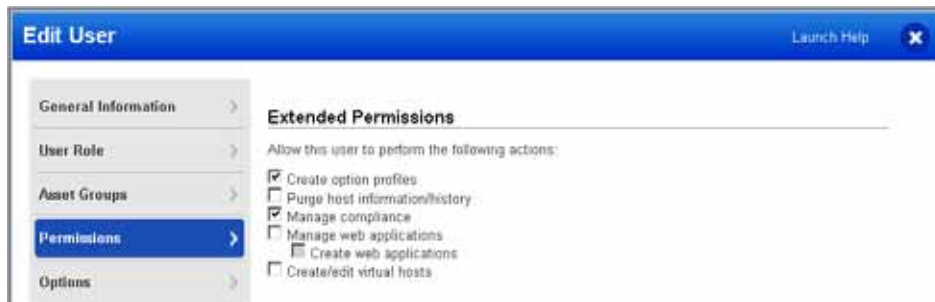 Edit User
Launch Help
General Information
User Role
Asset Groups
Permissions
Options
Extended Permissions
Allow this user to perform the following actions:
Create option profiles
Purge host information/history
Manage compliance
Manage web applications
Create web applications
Create/edit virtual hosts